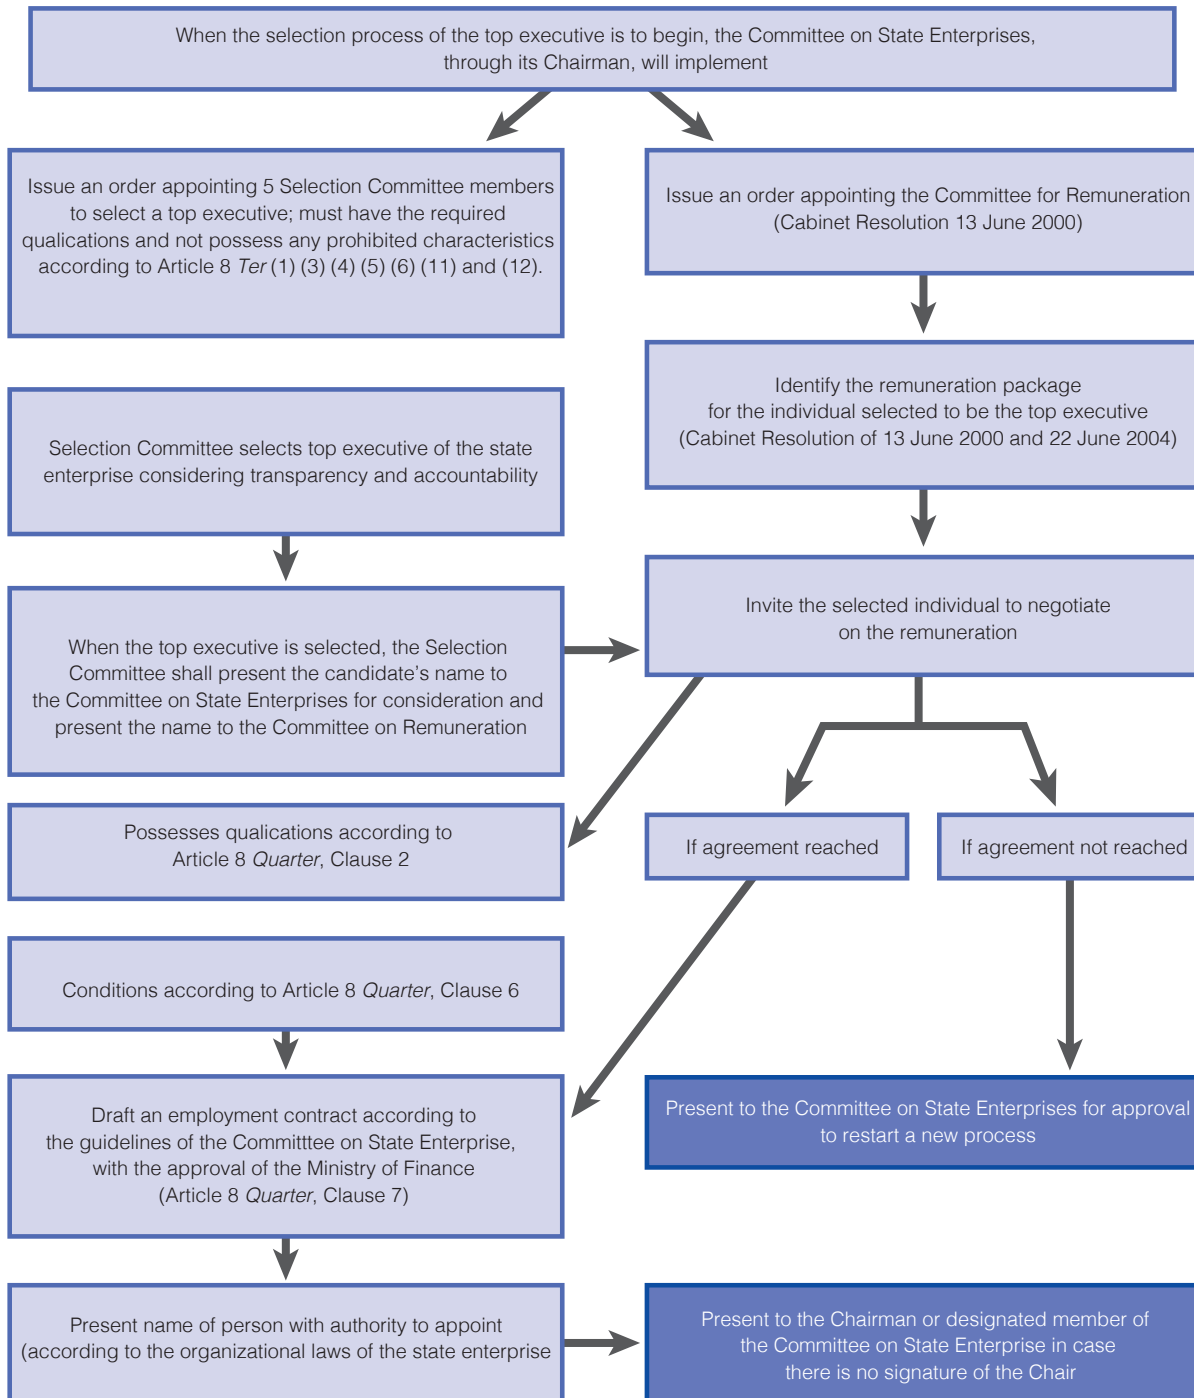 When the selection process of the top executive is to begin, the Committee on State Enterprises,
through its Chairman, will implement
Issue an order appointing 5 Selection Committee members
to select a top executive; must have the required
qualications and not possess any prohibited characteristics
according to Article 8 Ter (1) (3) (4) (5) (6) (11) and (12).
Issue an order appointing the Committee for Remuneration
(Cabinet Resolution 13 June 2000)
Identify the remuneration package
for the individual selected to be the top executive
(Cabinet Resolution of 13 June 2000 and 22 June 2004)
Selection Committee selects top executive of the state
enterprise considering transparency and accountability
When the top executive is selected, the Selection
Committee shall present the candidate's name to
the Committee on State Enterprises for consideration and
present the name to the Committee on Remuneration
Invite the selected individual to negotiate
on the remuneration
Possesses qualications according to
Article 8 Quarter, Clause 2
If agreement reached
If agreement not reached
Conditions according to Article 8 Quarter, Clause 6
Draft an employment contract according to
the guidelines of the Committtee on State Enterprise,
with the approval of the Ministry of Finance
(Article 8 Quarter, Clause 7)
Present to the Committee on State Enterprises for approval
to restart a new process
Present name of person with authority to appoint
(according to the organizational laws of the state enterprise
Present to the Chairman or designated member of
the Committee on State Enterprise in case
there is no signature of the Chair